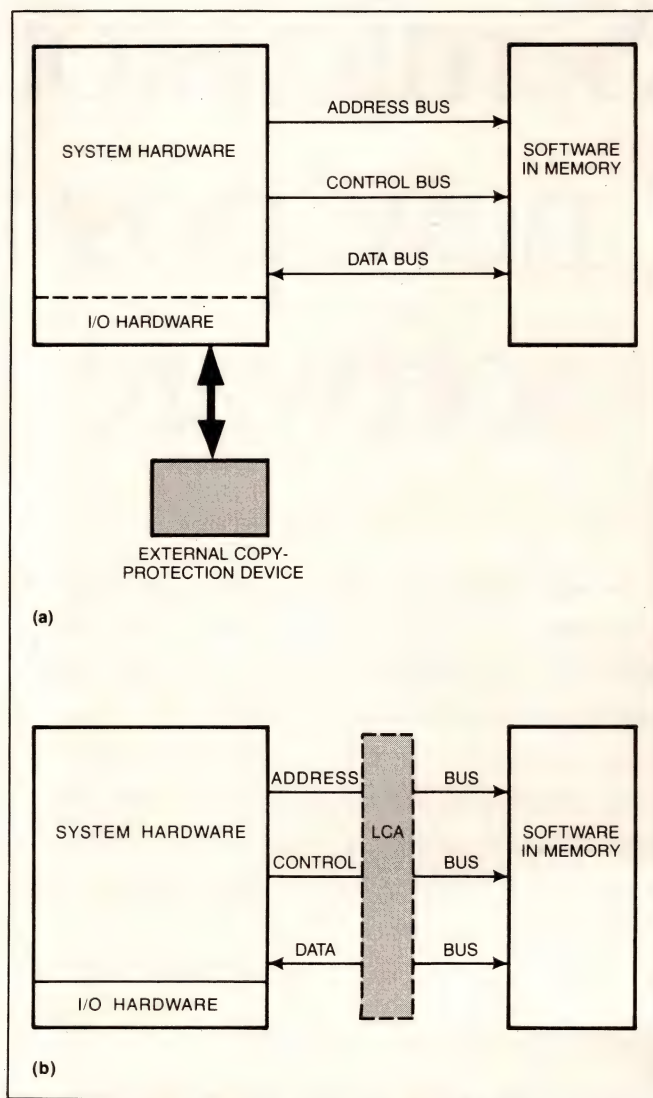 ADDRESS BUS
SYSTEM HARDWARE
SOFTWARE
IN MEMORY
CONTROL BUS
DATA BUS
I/O HARDWARE
EXTERNAL COPY-
PROTECTION DEVICE
(a)
ADDRESS BUS
SYSTEM HARDWARE
LCA
SOFTWARE
IN MEMORY
CONTROL BUS
DATA BUS
I/O HARDWARE
(b)